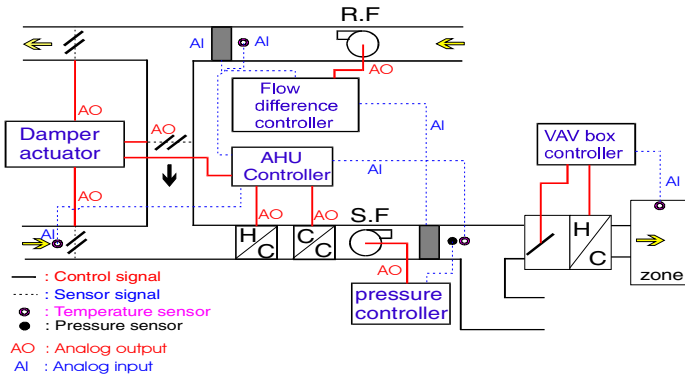 R.F
AI
AI
AO
Flow
difference
controller
AO
AO
Damper
actuator
AI
VAV box
controller
AHU
Controller
AI
AI
AO
AO
AO
S.F
AI
H
C
C
C
AO
H
C
zone
pressure
controller
: Control signal
: Sensor signal
: Temperature sensor
: Pressure sensor
AO : Analog output
AI : Analog input